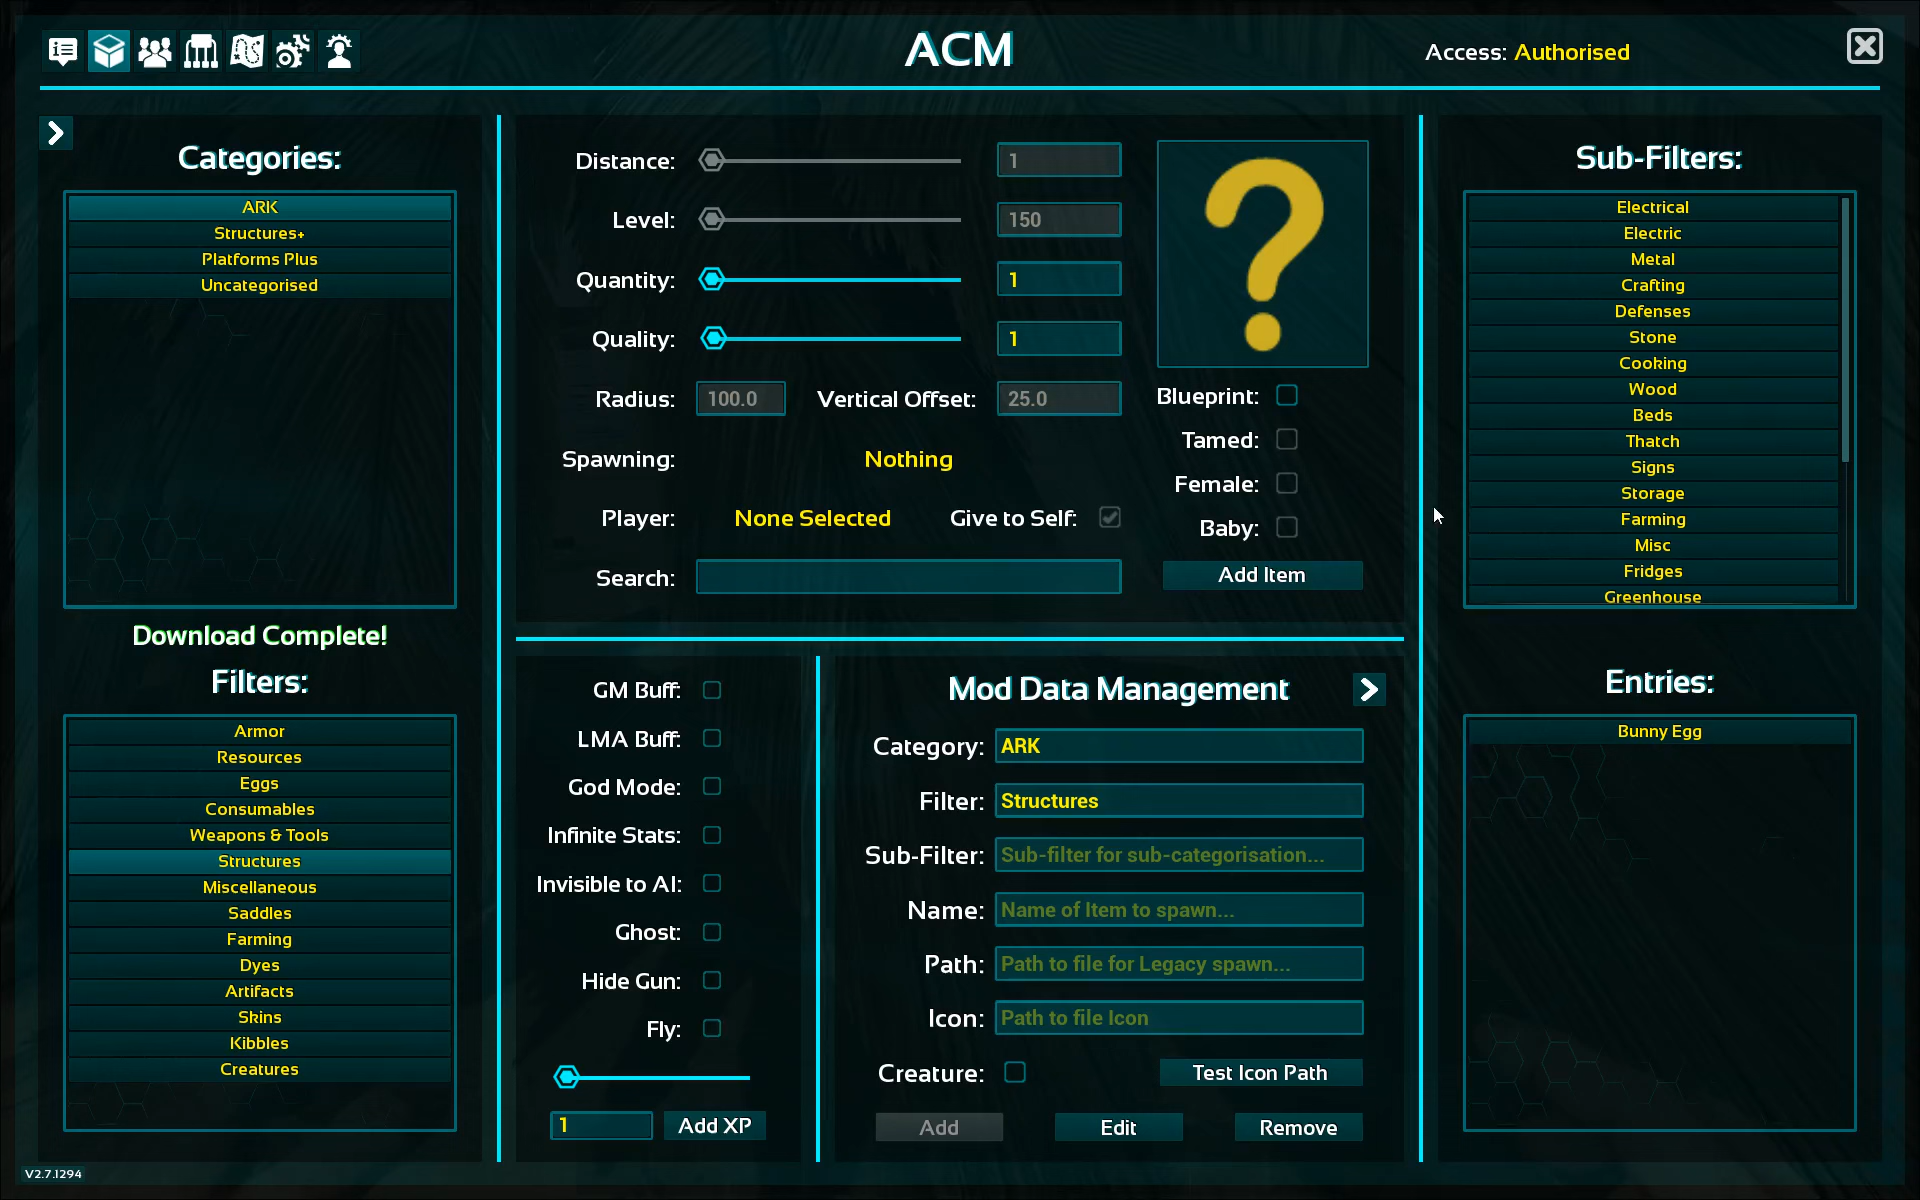 ACM
Access: Authorised
Categories:
ARK
Structures+
Platforms Plus
Uncategorised
Download Complete!
Filters:
Armor
Resources
Eggs
Consumables
Weapons & Tools
Structures
Miscellaneous
Saddles
Farming
Dyes
Artifacts
Skins
Kibbles
Creatures
V2.7.1294
Distance: 1
Level: 150
Quantity: 1
Quality: 1
Radius: 100.0 Vertical Offset: 25.0
Spawning: Nothing
Player: None Selected Give to Self:
Search:
?
Blueprint:
Tamed:
Female:
Baby:
Add Item
GM Buff:
LMA Buff:
God Mode:
Infinite Stats:
Invisible to AI:
Ghost:
Hide Gun:
Fly:
1 Add XP
Mod Data Management
Category: ARK
Filter: Structures
Sub-Filter: Sub-filter for sub-categorisation...
Name: Name of Item to spawn...
Path: Path to file for Legacy spawn...
Icon: Path to file Icon
Creature: Test Icon Path
Add Edit Remove
Sub-Filters:
Electrical
Electric
Metal
Crafting
Defenses
Stone
Cooking
Wood
Beds
Thatch
Signs
Storage
Farming
Misc
Fridges
Greenhouse
Entries:
Bunny Egg